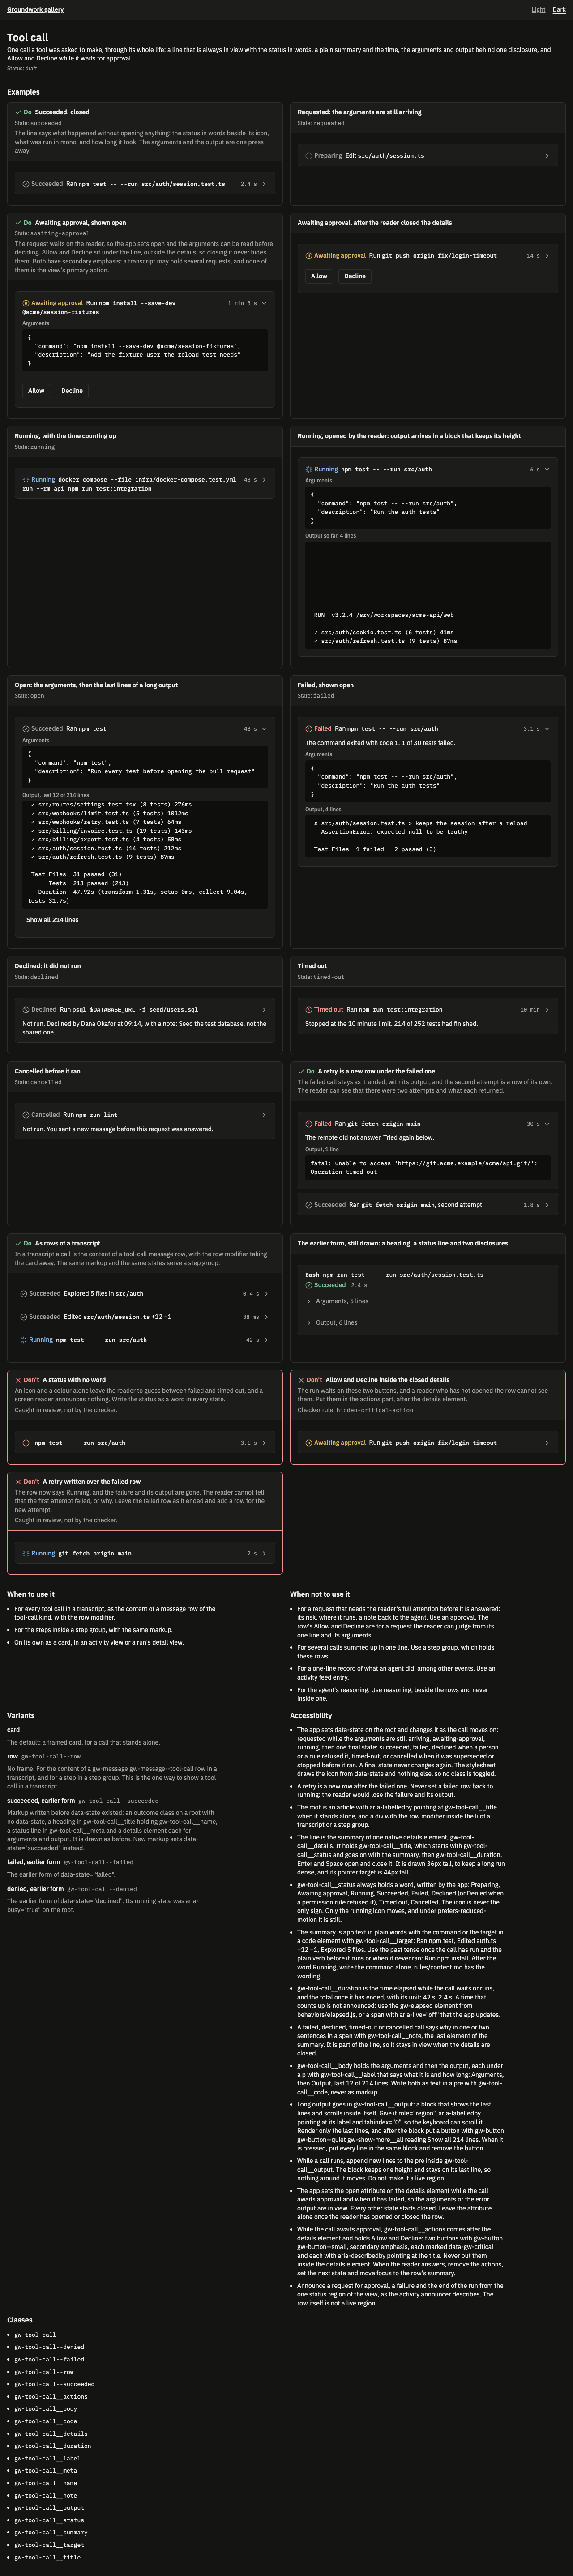 Groundwork gallery
Light
Dark
Tool call
One call a tool was asked to make, through its whole life: a line that is always in view with the status in words, a plain summary and the time, the arguments and output behind one disclosure, and
Allow and Decline while it waits for approval.
Status: draft
Examples
Do Succeeded, closed
State: succeeded
The line says what happened without opening anything: the status in words beside its icon,
what was run in mono, and how long it took. The arguments and the output are one press
away.
Succeeded Ran npm test -- --run src/auth/session.test.ts 2.4 s
Requested: the arguments are still arriving
State: requested
Preparing Edit src/auth/session.ts
Do Awaiting approval, shown open
State: awaiting-approval
The request waits on the reader, so the app sets open and the arguments can be read before
deciding. Allow and Decline sit under the line, outside the details, so closing it never hides
them. Both have secondary emphasis: a transcript may hold several requests, and none of
them is the view's primary action.
Awaiting approval Run npm install --save-dev 1 min 8 s
@acme/session-fixtures
Arguments
{
"command": "npm install --save-dev @acme/session-fixtures",
"description": "Add the fixture user the reload test needs"
}
Allow
Decline
Awaiting approval, after the reader closed the details
Awaiting approval Run git push origin fix/login-timeout 14 s
Allow
Decline
Running, with the time counting up
State: running
Running docker compose --file infra/docker-compose.test.yml 48 s
run --rm api npm run test:integration
Running, opened by the reader: output arrives in a block that keeps its height
Running npm test -- --run src/auth 6 s
Arguments
{
"command": "npm test -- --run src/auth",
"description": "Run the auth tests"
}
Output so far, 4 lines
RUN v3.2.4 /srv/workspaces/acme-api/web
✓ src/auth/cookie.test.ts (6 tests) 41ms
✓ src/auth/refresh.test.ts (9 tests) 87ms
Open: the arguments, then the last lines of a long output
State: open
Succeeded Ran npm test 48 s
Arguments
{
"command": "npm test",
"description": "Run every test before opening the pull request"
}
Output, last 12 of 214 lines
✓ src/routes/settings.test.tsx (8 tests) 276ms
✓ src/webhooks/limit.test.ts (5 tests) 1012ms
✓ src/webhooks/retry.test.ts (7 tests) 64ms
✓ src/billing/invoice.test.ts (19 tests) 143ms
✓ src/billing/export.test.ts (4 tests) 58ms
✓ src/auth/session.test.ts (14 tests) 212ms
✓ src/auth/refresh.test.ts (9 tests) 87ms
Test Files 31 passed (31)
Tests 213 passed (213)
Duration 47.92s (transform 1.31s, setup 0ms, collect 9.84s,
tests 31.7s)
Show all 214 lines
Failed, shown open
State: failed
Failed Ran npm test -- --run src/auth 3.1 s
The command exited with code 1. 1 of 30 tests failed.
Arguments
{
"command": "npm test -- --run src/auth",
"description": "Run the auth tests"
}
Output, 4 lines
✗ src/auth/session.test.ts > keeps the session after a reload
AssertionError: expected null to be truthy
Test Files 1 failed | 2 passed (3)
Declined: it did not run
State: declined
Declined Run psql $DATABASE_URL -f seed/users.sql
Not run. Declined by Dana Okafor at 09:14, with a note: Seed the test database, not the
shared one.
Timed out
State: timed-out
Timed out Ran npm run test:integration 10 min
Stopped at the 10 minute limit. 214 of 252 tests had finished.
Cancelled before it ran
State: cancelled
Cancelled Run npm run lint
Not run. You sent a new message before this request was answered.
Do A retry is a new row under the failed one
The failed call stays as it ended, with its output, and the second attempt is a row of its own.
The reader can see that there were two attempts and what each returned.
Failed Ran git fetch origin main 30 s
The remote did not answer. Tried again below.
Output, 1 line
fatal: unable to access 'https://git.acme.example/acme/api.git/':
Operation timed out
Succeeded Ran git fetch origin main, second attempt 1.8 s
Do As rows of a transcript
In a transcript a call is the content of a tool-call message row, with the row modifier taking
the card away. The same markup and the same states serve a step group.
Succeeded Explored 5 files in src/auth 0.4 s
Succeeded Edited src/auth/session.ts +12 −1 38 ms
Running npm test -- --run src/auth 42 s
The earlier form, still drawn: a heading, a status line and two disclosures
Bash npm run test -- --run src/auth/session.test.ts
Succeeded 2.4 s
Arguments, 5 lines
Output, 6 lines
Don't A status with no word
An icon and a colour alone leave the reader to guess between failed and timed out, and a
screen reader announces nothing. Write the status as a word in every state.
Caught in review, not by the checker.
npm test -- --run src/auth 3.1 s
Don't Allow and Decline inside the closed details
The run waits on these two buttons, and a reader who has not opened the row cannot see
them. Put them in the actions part, after the details element.
Checker rule: hidden-critical-action
Awaiting approval Run git push origin fix/login-timeout
Don't A retry written over the failed row
The row now says Running, and the failure and its output are gone. The reader cannot tell
that the first attempt failed, or why. Leave the failed row as it ended and add a row for the
new attempt.
Caught in review, not by the checker.
Running git fetch origin main 2 s
When to use it
For every tool call in a transcript, as the content of a message row of the
tool-call kind, with the row modifier.
For the steps inside a step group, with the same markup.
On its own as a card, in an activity view or a run's detail view.
When not to use it
For a request that needs the reader's full attention before it is answered:
its risk, where it runs, a note back to the agent. Use an approval. The
row's Allow and Decline are for a request the reader can judge from its
one line and its arguments.
For several calls summed up in one line. Use a step group, which holds
these rows.
For a one-line record of what an agent did, among other events. Use an
activity feed entry.
For the agent's reasoning. Use reasoning, beside the rows and never
inside one.
Variants
card
The default: a framed card, for a call that stands alone.
row gw-tool-call--row
No frame. For the content of a gw-message gw-message--tool-call row in a
transcript, and for a step in a step group. This is the one way to show a tool
call in a transcript.
succeeded, earlier form gw-tool-call--succeeded
Markup written before data-state existed: an outcome class on a root with
no data-state, a heading in gw-tool-call__title holding gw-tool-call__name,
a status line in gw-tool-call__meta and a details element each for
arguments and output. It is drawn as before. New markup sets data-
state="succeeded" instead.
failed, earlier form gw-tool-call--failed
The earlier form of data-state="failed".
denied, earlier form gw-tool-call--denied
The earlier form of data-state="declined". Its running state was aria-
busy="true" on the root.
Accessibility
The app sets data-state on the root and changes it as the call moves on:
requested while the arguments are still arriving, awaiting-approval,
running, then one final state: succeeded, failed, declined when a person
or a rule refused it, timed-out, or cancelled when it was superseded or
stopped before it ran. A final state never changes again. The stylesheet
draws the icon from data-state and nothing else, so no class is toggled.
A retry is a new row after the failed one. Never set a failed row back to
running: the reader would lose the failure and its output.
The root is an article with aria-labelledby pointing at gw-tool-call__title
when it stands alone, and a div with the row modifier inside the li of a
transcript or a step group.
The line is the summary of one native details element, gw-tool-
call__details. It holds gw-tool-call__title, which starts with gw-tool-
call__status and goes on with the summary, then gw-tool-call__duration.
Enter and Space open and close it. It is drawn 36px tall, to keep a long run
dense, and its pointer target is 44px tall.
gw-tool-call__status always holds a word, written by the app: Preparing,
Awaiting approval, Running, Succeeded, Failed, Declined (or Denied when
a permission rule refused it), Timed out, Cancelled. The icon is never the
only sign. Only the running icon moves, and under prefers-reduced-
motion it is still.
The summary is app text in plain words with the command or the target in
a code element with gw-tool-call__target: Ran npm test, Edited auth.ts
+12 −1, Explored 5 files. Use the past tense once the call has run and the
plain verb before it runs or when it never ran: Run npm install. After the
word Running, write the command alone. rules/content.md has the
wording.
gw-tool-call__duration is the time elapsed while the call waits or runs,
and the total once it has ended, with its unit: 42 s, 2.4 s. A time that
counts up is not announced: use the gw-elapsed element from
behaviors/elapsed.js, or a span with aria-live="off" that the app updates.
A failed, declined, timed-out or cancelled call says why in one or two
sentences in a span with gw-tool-call__note, the last element of the
summary. It is part of the line, so it stays in view when the details are
closed.
gw-tool-call__body holds the arguments and then the output, each under
a p with gw-tool-call__label that says what it is and how long: Arguments,
then Output, last 12 of 214 lines. Write both as text in a pre with gw-tool-
call__code, never as markup.
Long output goes in gw-tool-call__output: a block that shows the last
lines and scrolls inside itself. Give it role="region", aria-labelledby
pointing at its label and tabindex="0", so the keyboard can scroll it.
Render only the last lines, and after the block put a button with gw-button
gw-button--quiet gw-show-more__all reading Show all 214 lines. When it
is pressed, put every line in the same block and remove the button.
While a call runs, append new lines to the pre inside gw-tool-
call__output. The block keeps one height and stays on its last line, so
nothing around it moves. Do not make it a live region.
The app sets the open attribute on the details element while the call
awaits approval and when it has failed, so the arguments or the error
output are in view. Every other state starts closed. Leave the attribute
alone once the reader has opened or closed the row.
While the call awaits approval, gw-tool-call__actions comes after the
details element and holds Allow and Decline: two buttons with gw-button
gw-button--small, secondary emphasis, each marked data-gw-critical
and each with aria-describedby pointing at the title. Never put them
inside the details element. When the reader answers, remove the actions,
set the next state and move focus to the row's summary.
Announce a request for approval, a failure and the end of the run from the
one status region of the view, as the activity announcer describes. The
row itself is not a live region.
Classes
gw-tool-call
gw-tool-call--denied
gw-tool-call--failed
gw-tool-call--row
gw-tool-call--succeeded
gw-tool-call__actions
gw-tool-call__body
gw-tool-call__code
gw-tool-call__details
gw-tool-call__duration
gw-tool-call__label
gw-tool-call__meta
gw-tool-call__name
gw-tool-call__note
gw-tool-call__output
gw-tool-call__status
gw-tool-call__summary
gw-tool-call__target
gw-tool-call__title